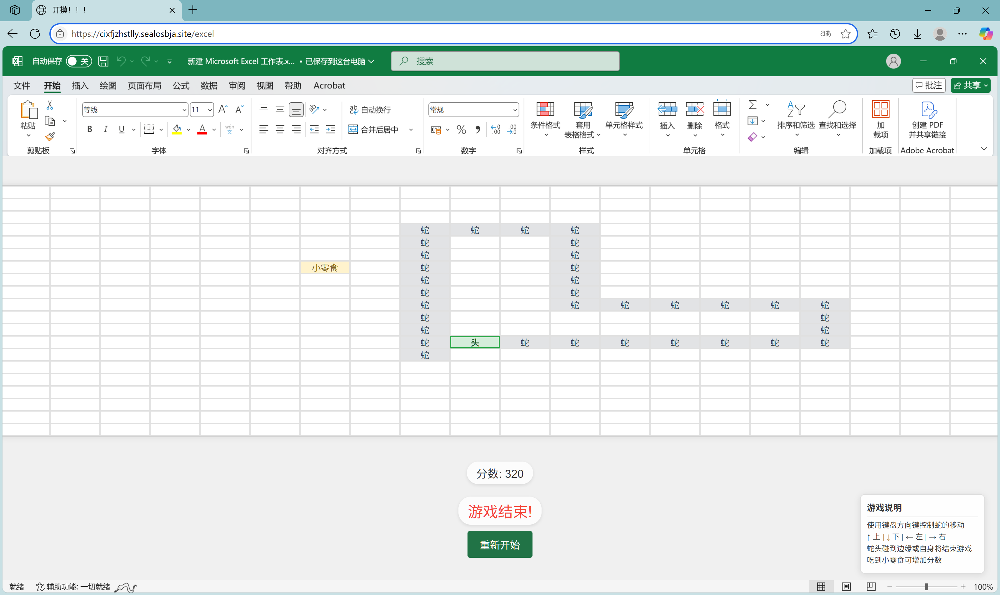 开摸！！！
https://cixfjzhstlly.sealosbja.site/excel
aあ
自动保存 关 新建 Microsoft Excel 工作表.x... • 已保存到这台电脑 搜索
文件 开始 插入 绘图 页面布局 公式 数据 审阅 视图 帮助 Acrobat 批注 共享
粘贴
剪贴板
等线 11 A A
B I U A wén 文
字体
ab 自动换行
合并后居中
对齐方式
常规
% .00 .00
数字
条件格式
套用
表格格式
单元格样式
样式
插入 删除 格式
单元格
Σ
A
Z
排序和筛选 查找和选择
编辑
加
载项
加载项
创建 PDF
并共享链接
Adobe Acrobat
蛇 蛇 蛇 蛇
蛇 蛇
蛇 蛇
小零食 蛇 蛇
蛇 蛇
蛇 蛇
蛇 蛇 蛇 蛇 蛇 蛇 蛇
蛇 蛇
蛇 蛇
蛇 头 蛇 蛇 蛇 蛇 蛇 蛇 蛇
蛇
分数: 320
游戏结束!
重新开始
游戏说明
使用键盘方向键控制蛇的移动
↑ 上 | ↓ 下 | ← 左 | → 右
蛇头碰到边缘或自身将结束游戏
吃到小零食可增加分数
就绪 辅助功能: 一切就绪 100%